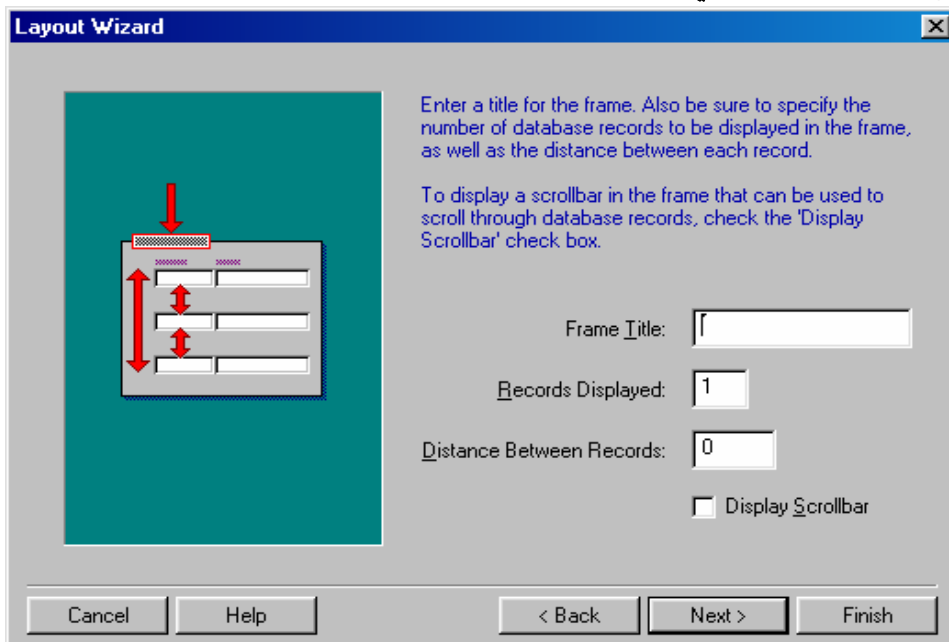 Layout Wizard
Enter a title for the frame. Also be sure to specify the
number of database records to be displayed in the frame,
as well as the distance between each record.
To display a scrollbar in the frame that can be used to
scroll through database records, check the 'Display
Scrollbar' check box.
Frame Title:
Records Displayed: 1
Distance Between Records: 0
Display Scrollbar
Cancel Help < Back Next > Finish